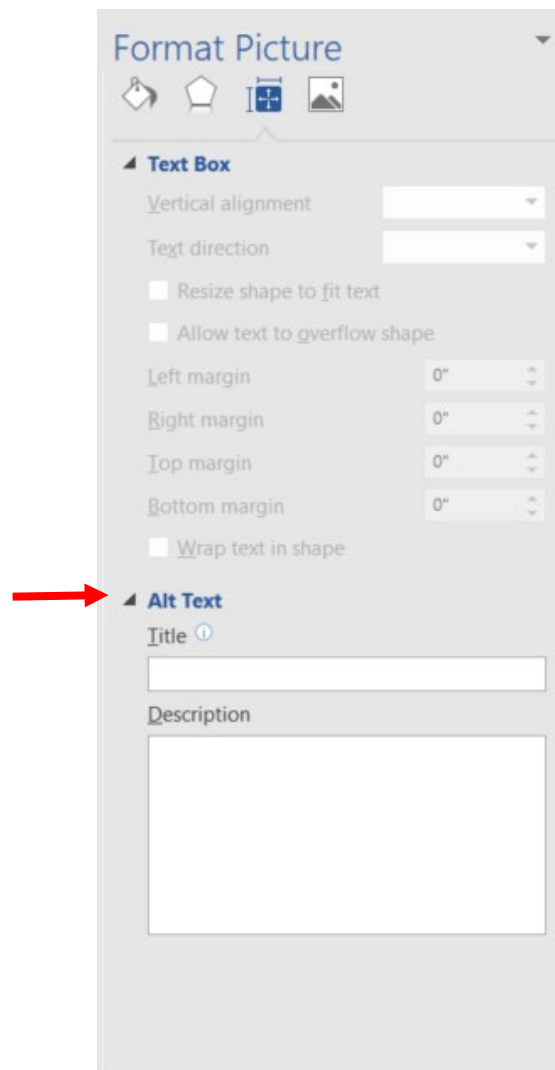 Format Picture
Text Box
Vertical alignment
Text direction
Resize shape to fit text
Allow text to overflow shape
Left margin 0"
Right margin 0"
Top margin 0"
Bottom margin 0"
Wrap text in shape
Alt Text
Title
Description